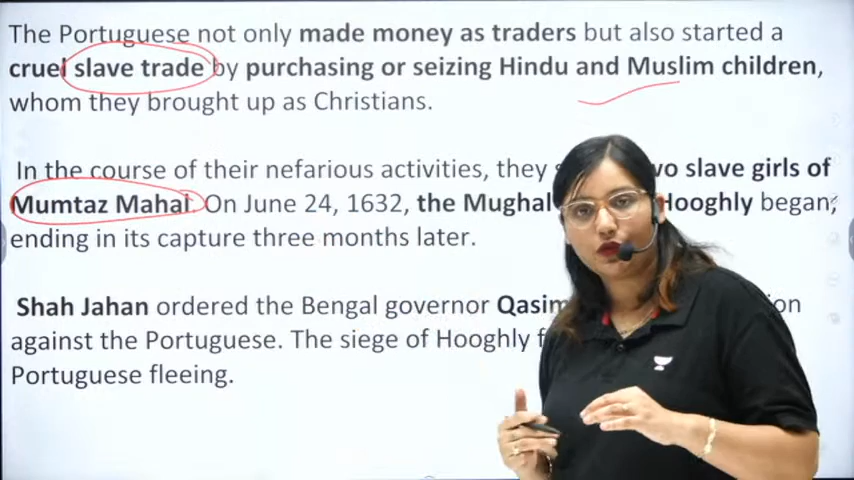 The Portuguese not only made money as traders but also started a
cruel slave trade by purchasing or seizing Hindu and Muslim children,
whom they brought up as Christians.
In the course of their nefarious activities, they slave girls of
Mumtaz Mahal. On June 24, 1632, the Mughal Hooghly began,
ending in its capture three months later.
Shah Jahan ordered the Bengal governor
against the Portuguese. The siege of Hooghly
Portuguese fleeing.